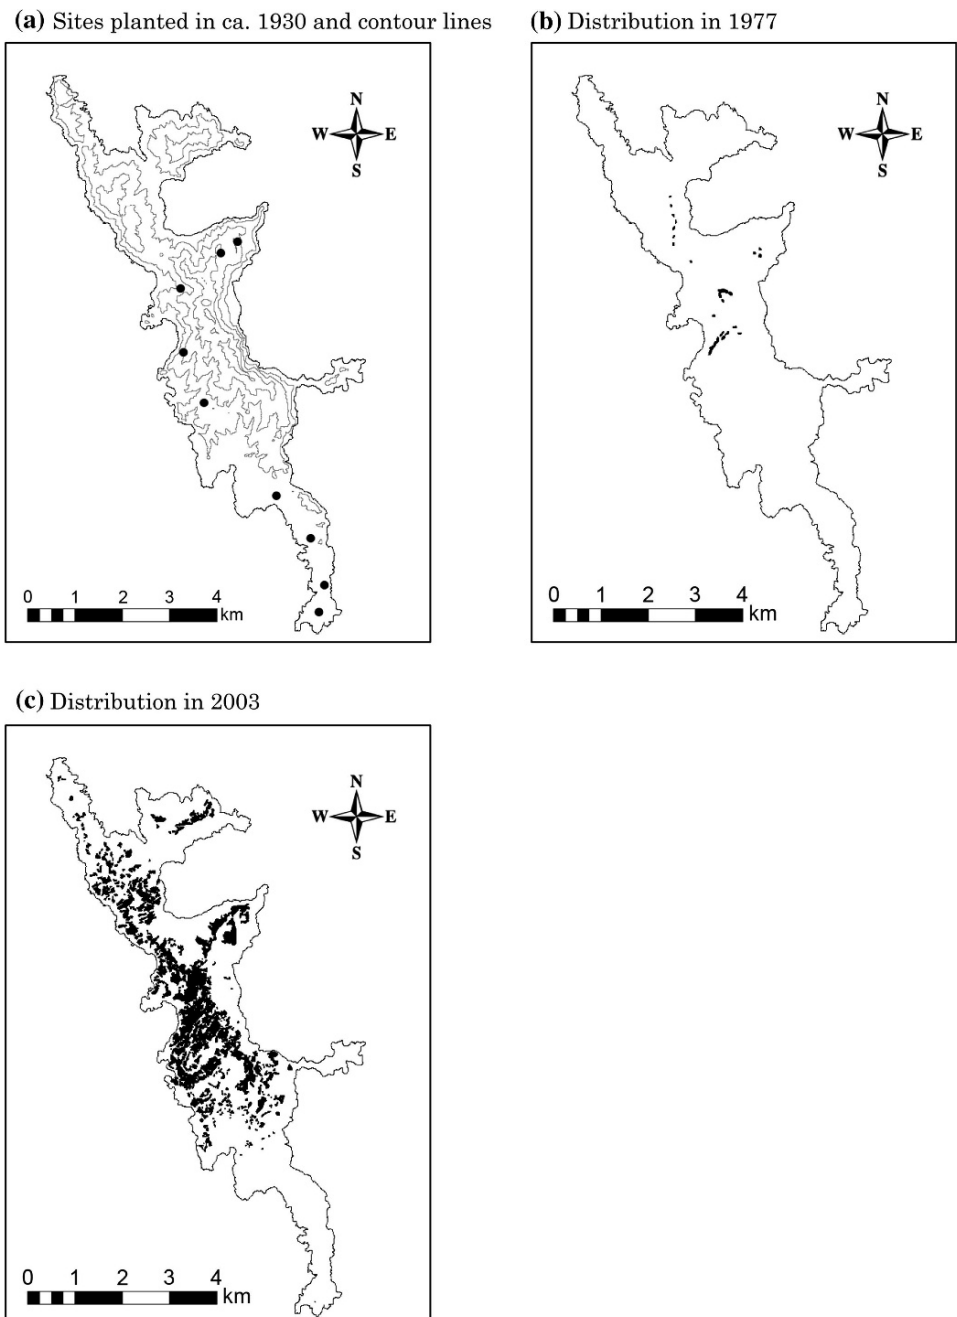 (a) Sites planted in ca. 1930 and contour lines
N
W E
S
0 1 2 3 4
km
(b) Distribution in 1977
N
W E
S
0 1 2 3 4
km
(c) Distribution in 2003
N
W E
S
0 1 2 3 4
km